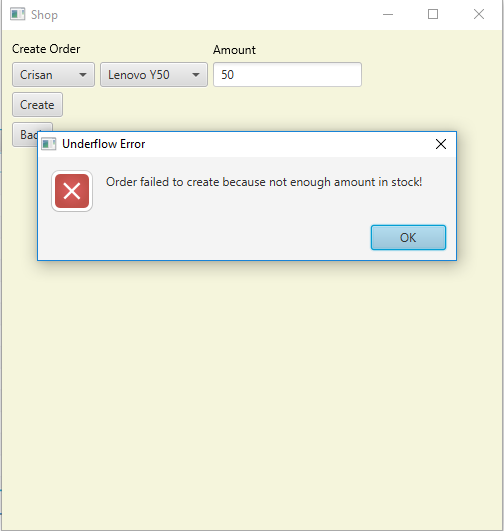 Shop
Create Order
Amount
Crisan
Lenovo Y50
50
Create
Underflow Error
Order failed to create because not enough amount in stock!
OK